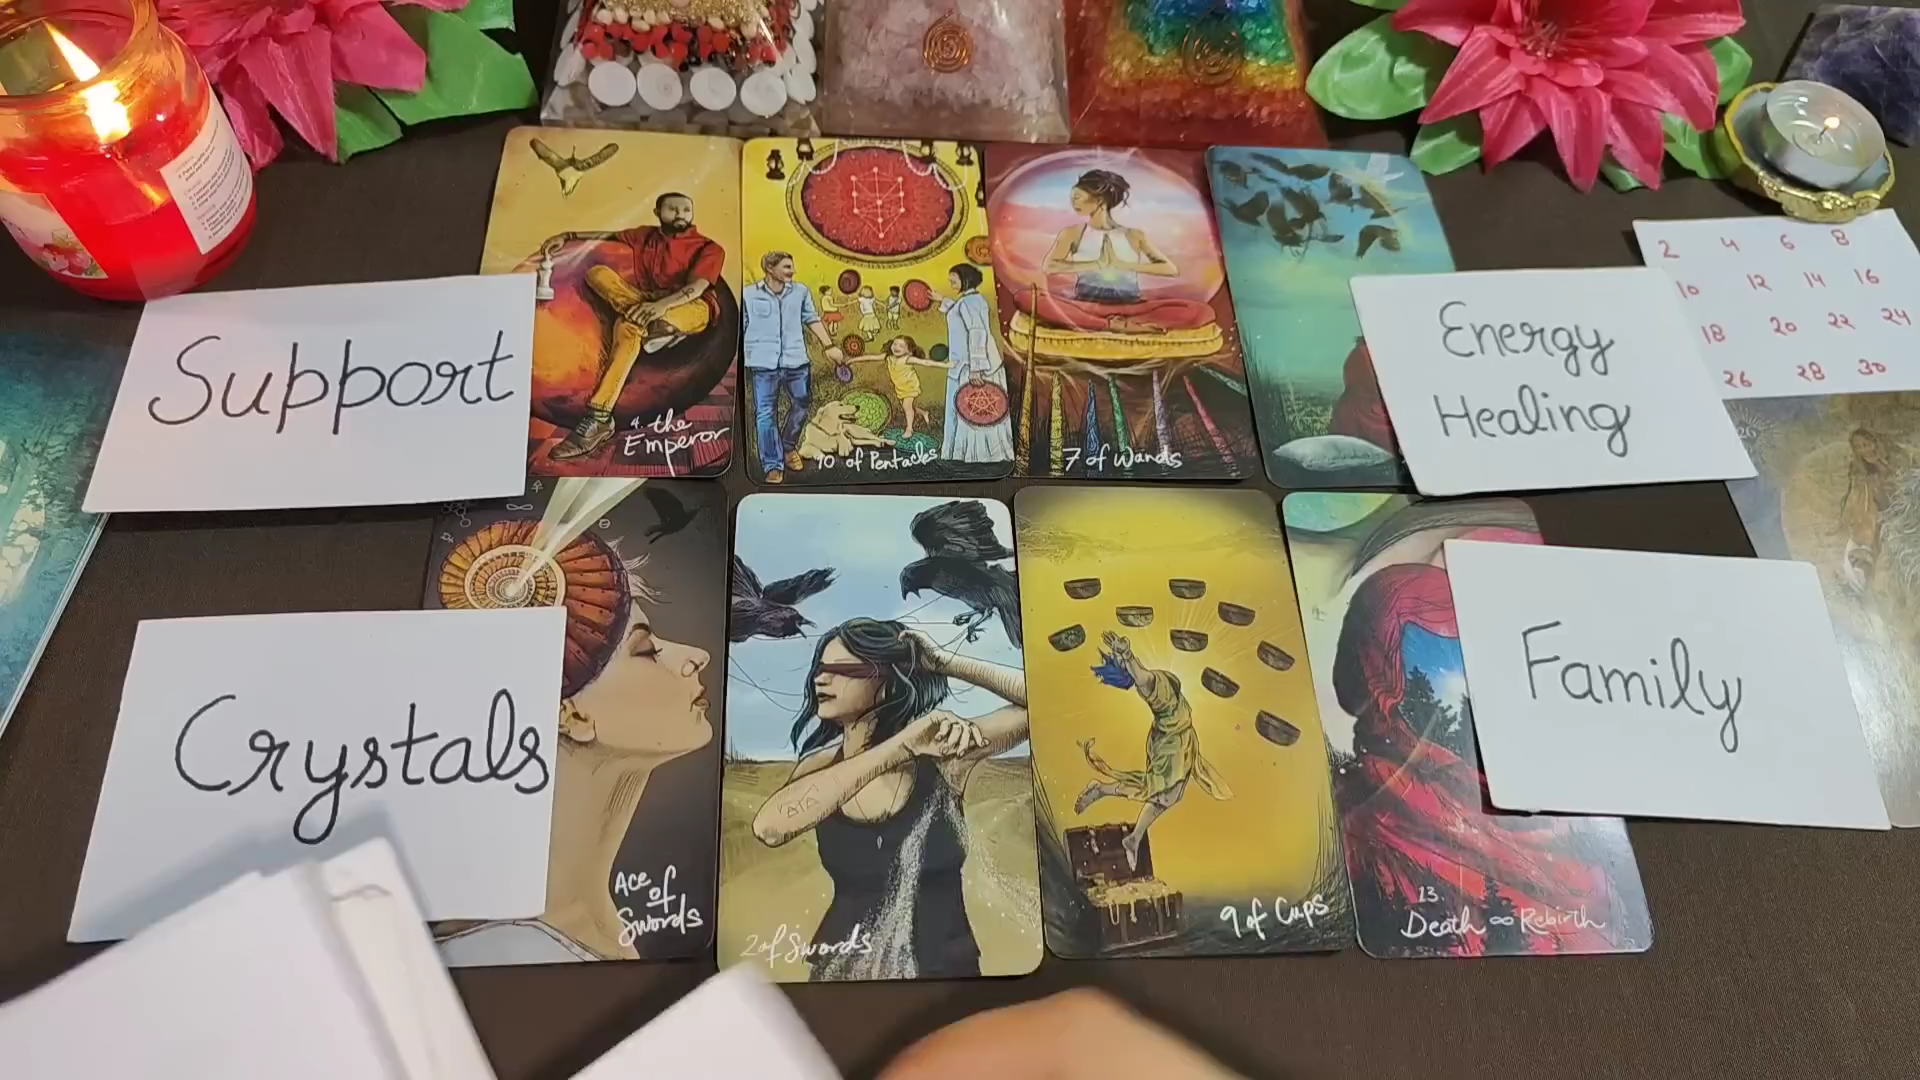 2 4 6 8
10 12 14 16
18 20 22 24
26 28 30
Support
Energy
Healing
4. the
Emperor
10 of Pentacles
7 of Wands
Crystals
Family
Ace
of
Swords
2 of Swords
9 of Cups
13
Death ∞ Rebirth